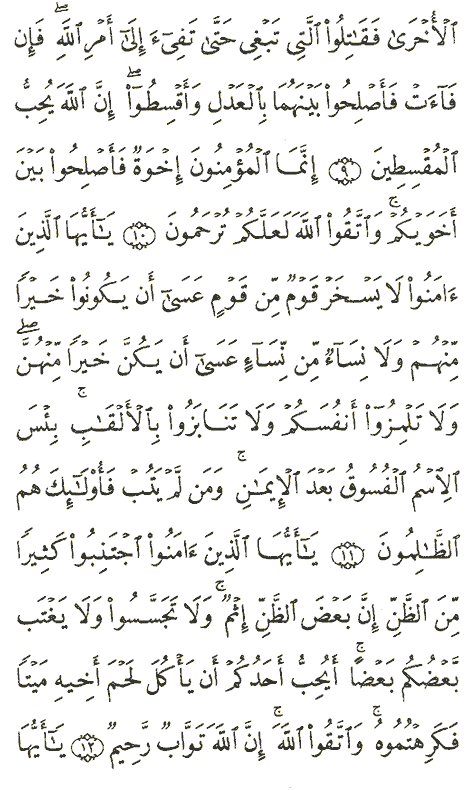 ٱلْأُخْرَىٰ فَقَٰتِلُوا۟ ٱلَّتِى تَبْغِى حَتَّىٰ تَفِىٓءَ إِلَىٰٓ أَمْرِ ٱللَّهِ ۖ فَإِن
فَآءَتْ فَأَصْلِحُوا۟ بَيْنَهُمَا بِٱلْعَدْلِ وَأَقْسِطُوٓا۟ ۖ إِنَّ ٱللَّهَ يُحِبُّ
ٱلْمُقْسِطِينَ ٩ إِنَّمَا ٱلْمُؤْمِنُونَ إِخْوَةٌ فَأَصْلِحُوا۟ بَيْنَ
أَخَوَيْكُمْ ۚ وَٱتَّقُوا۟ ٱللَّهَ لَعَلَّكُمْ تُرْحَمُونَ ١٠ يَٰٓأَيُّهَا ٱلَّذِينَ
ءَامَنُوا۟ لَا يَسْخَرْ قَوْمٌ مِّن قَوْمٍ عَسَىٰٓ أَن يَكُونُوا۟ خَيْرًا
مِّنْهُمْ وَلَا نِسَآءٌ مِّن نِّسَآءٍ عَسَىٰٓ أَن يَكُنَّ خَيْرًا مِّنْهُنَّ ۖ
وَلَا تَلْمِزُوٓا۟ أَنفُسَكُمْ وَلَا تَنَابَزُوا۟ بِٱلْأَلْقَٰبِ ۚ بِئْسَ
ٱلِٱسْمُ ٱلْفُسُوقُ بَعْدَ ٱلْإِيمَٰنِ ۚ وَمَن لَّمْ يَتُبْ فَأُو۟لَٰٓئِكَ هُمُ
ٱلظَّٰلِمُونَ ١١ يَٰٓأَيُّهَا ٱلَّذِينَ ءَامَنُوا۟ ٱجْتَنِبُوا۟ كَثِيرًا
مِّنَ ٱلظَّنِّ إِنَّ بَعْضَ ٱلظَّنِّ إِثْمٌ ۖ وَلَا تَجَسَّسُوا۟ وَلَا يَغْتَب
بَّعْضُكُم بَعْضًا ۚ أَيُحِبُّ أَحَدُكُمْ أَن يَأْكُلَ لَحْمَ أَخِيهِ مَيْتًا
فَكَرِهْتُمُوهُ ۚ وَٱتَّقُوا۟ ٱللَّهَ ۚ إِنَّ ٱللَّهَ تَوَّابٌ رَّحِيمٌ ١٢ يَٰٓأَيُّهَا